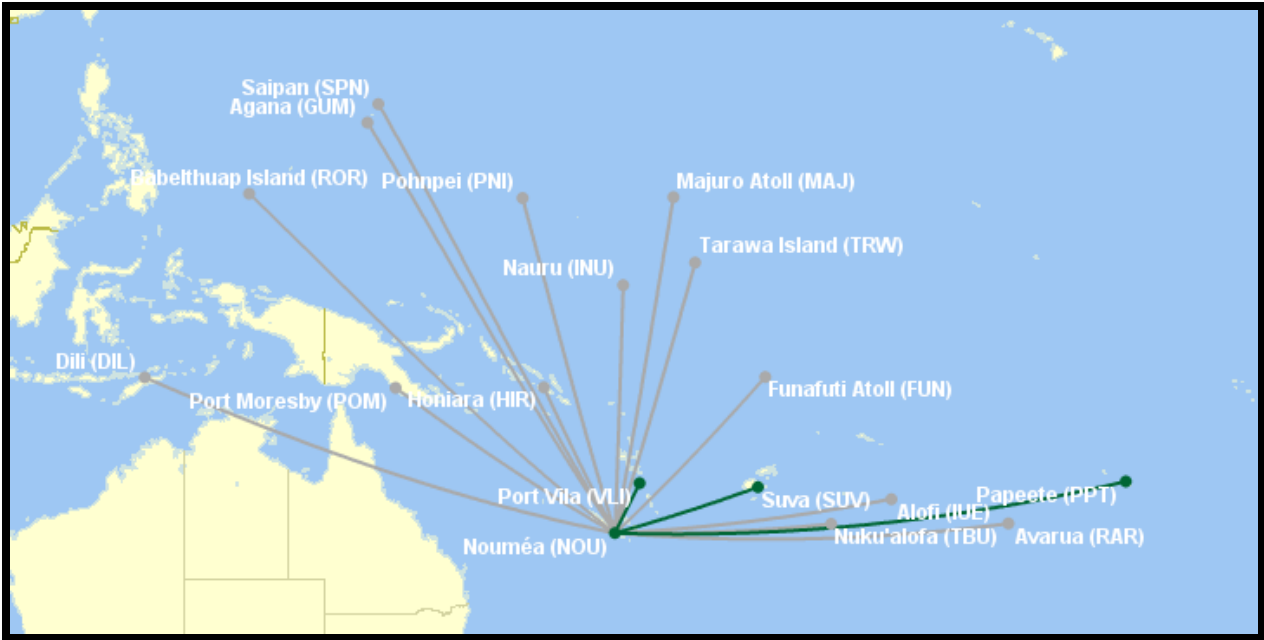 Saipan (SPN)
Agana (GUM)
Babelthuap Island (ROR)
Pohnpei (PNI)
Majuro Atoll (MAJ)
Tarawa Island (TRW)
Nauru (INU)
Dili (DIL)
Port Moresby (POM)
Honiara (HIR)
Funafuti Atoll (FUN)
Port Vila (VLI)
Suva (SUV)
Papeete (PPT)
Alofi (IUE)
Nouméa (NOU)
Nuku'alofa (TBU)
Avarua (RAR)